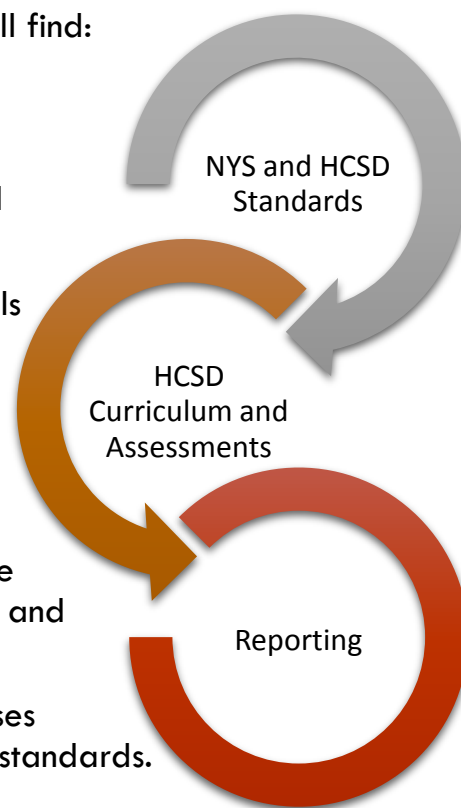 ll find:
NYS and HCSD
Standards
ls
HCSD
Curriculum and
Assessments
e
and
Reporting
ses
standards.